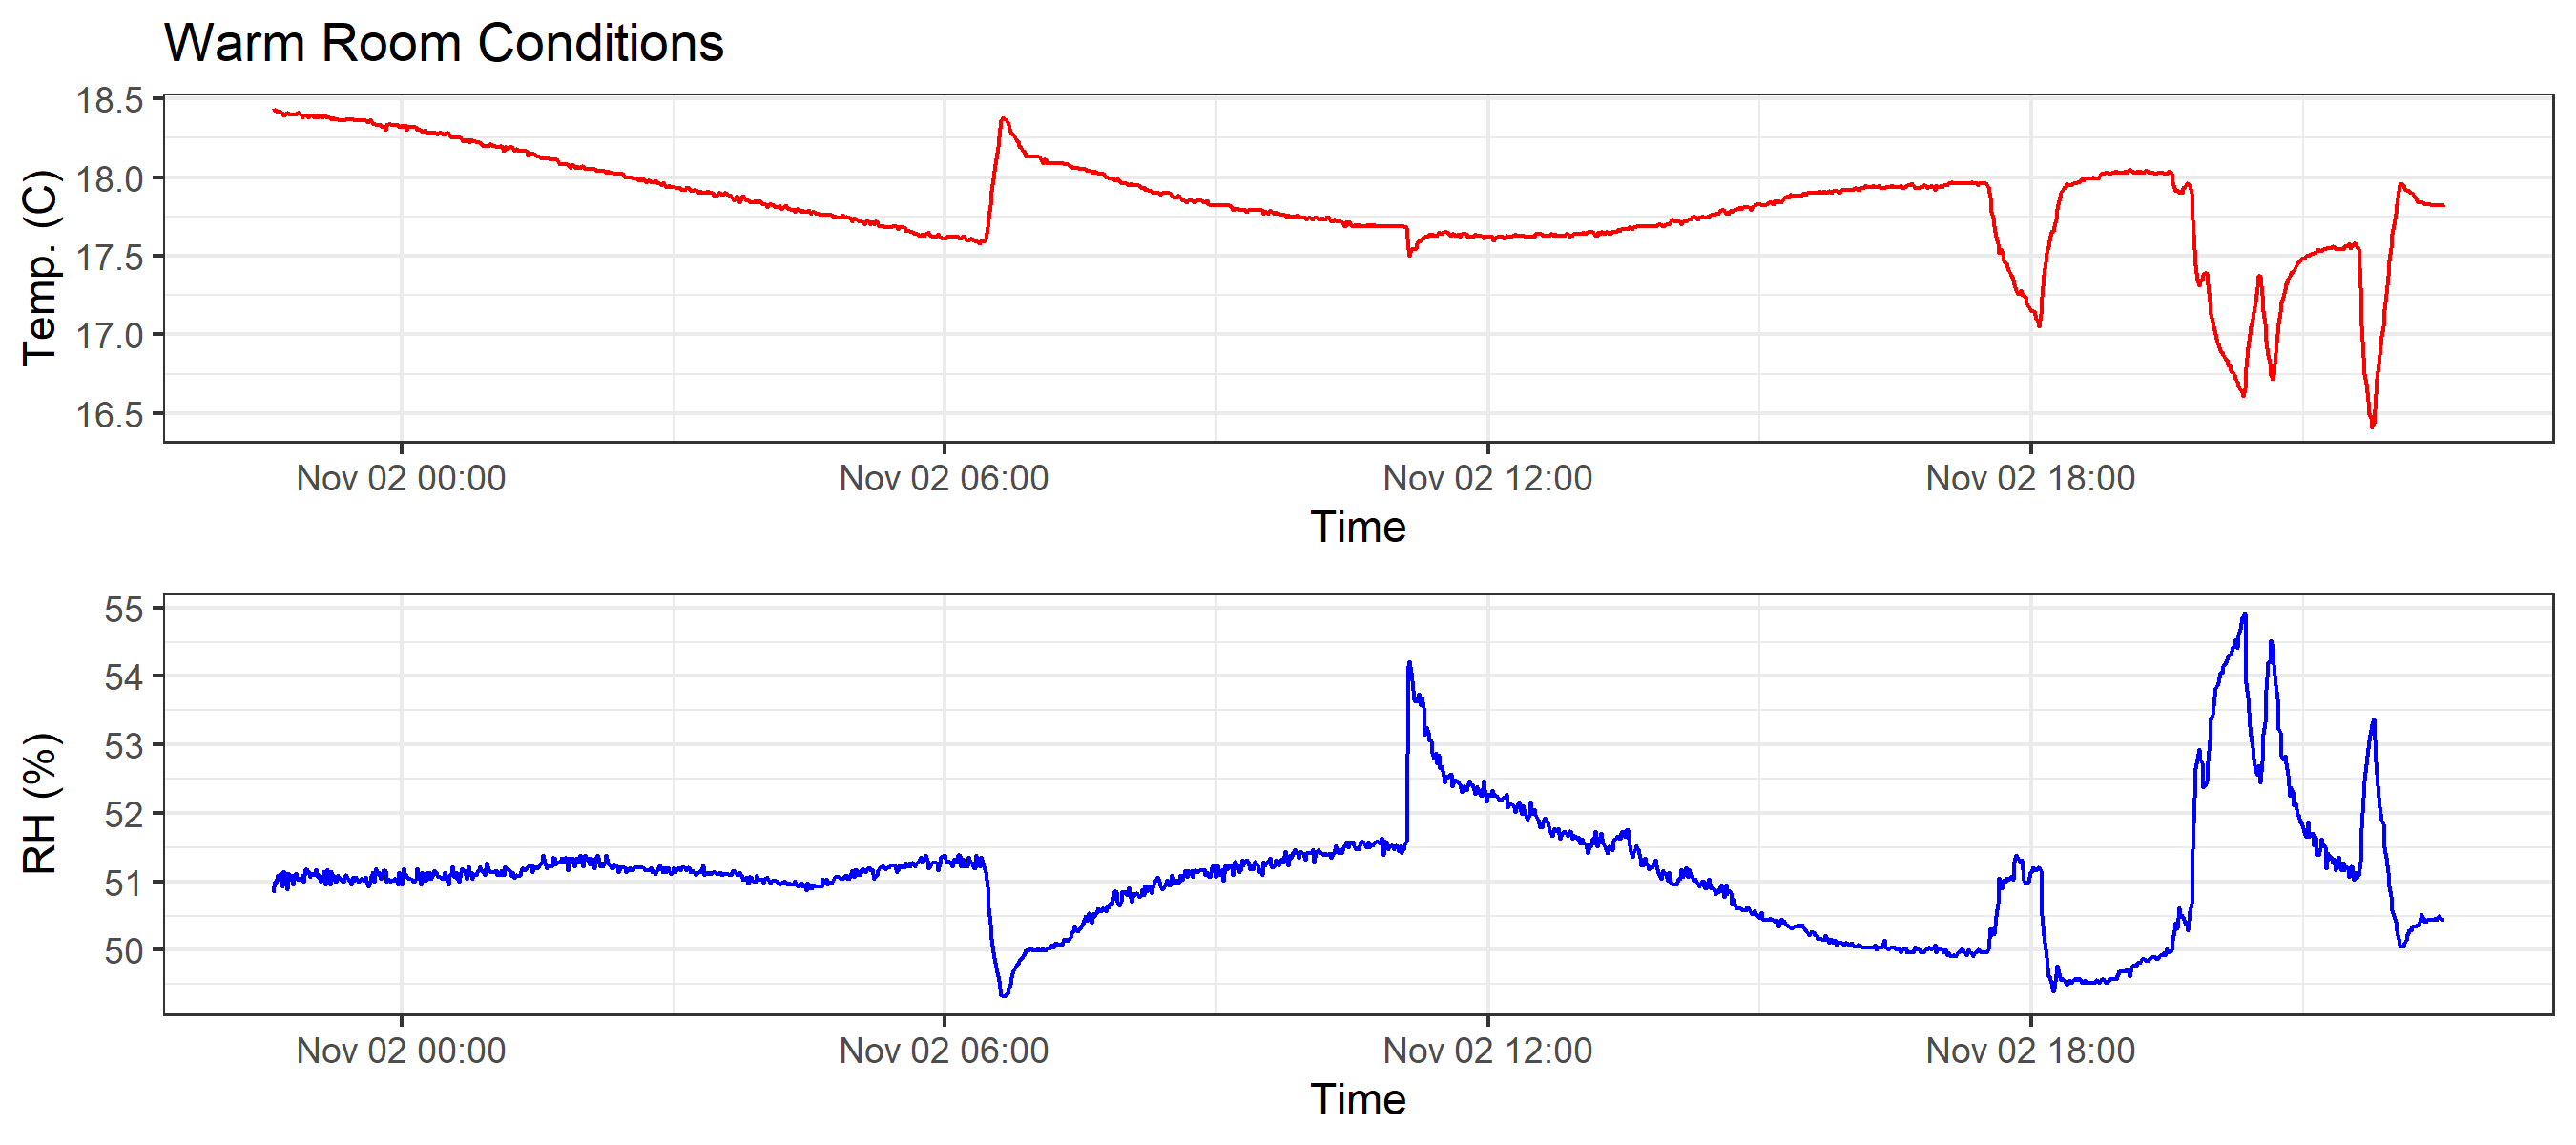 Warm Room Conditions
Temp. (C)
18.5
18.0
17.5
17.0
16.5
Nov 02 00:00 Nov 02 06:00 Nov 02 12:00 Nov 02 18:00
Time
RH (%)
55
54
53
52
51
50
Nov 02 00:00 Nov 02 06:00 Nov 02 12:00 Nov 02 18:00
Time